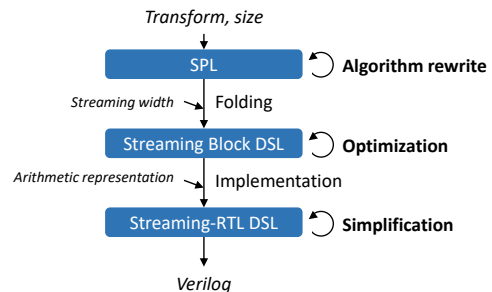 Transform, size
SPL
Algorithm rewrite
Streaming width
Folding
Streaming Block DSL
Optimization
Arithmetic representation
Implementation
Streaming-RTL DSL
Simplification
Verilog